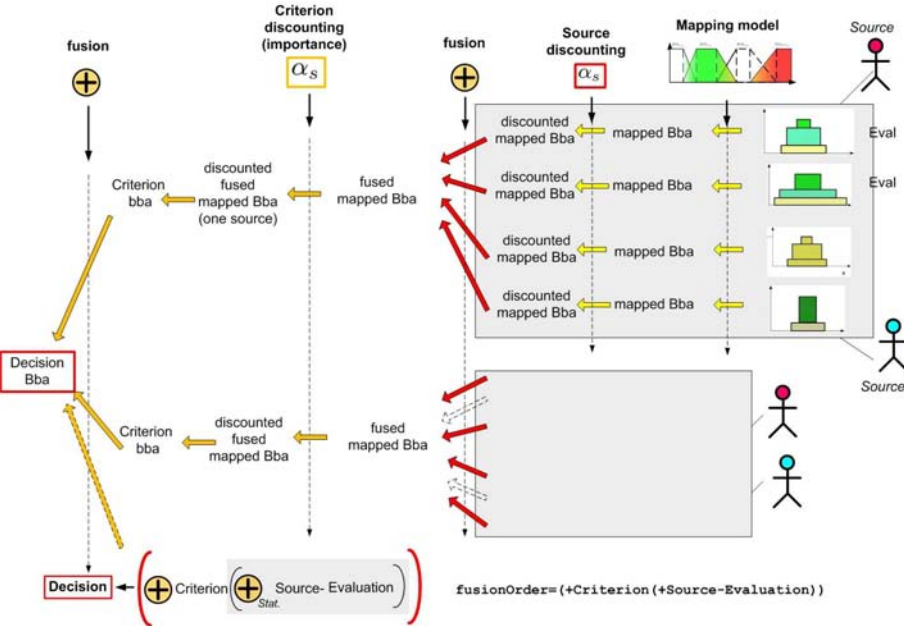 Criterion
discounting
(importance)
fusion
α_s
fusion
Source
discounting
α_s
Mapping model
Source
discounted
mapped Bba
mapped Bba
Eval
discounted
mapped Bba
mapped Bba
Eval
Criterion
bba
discounted
fused
mapped Bba
(one source)
fused
mapped Bba
discounted
mapped Bba
mapped Bba
discounted
mapped Bba
mapped Bba
Source
Decision
Bba
Criterion
bba
discounted
fused
mapped Bba
fused
mapped Bba
Decision
Criterion
Stat.
Source- Evaluation
fusionOrder=(+Criterion(+Source-Evaluation))